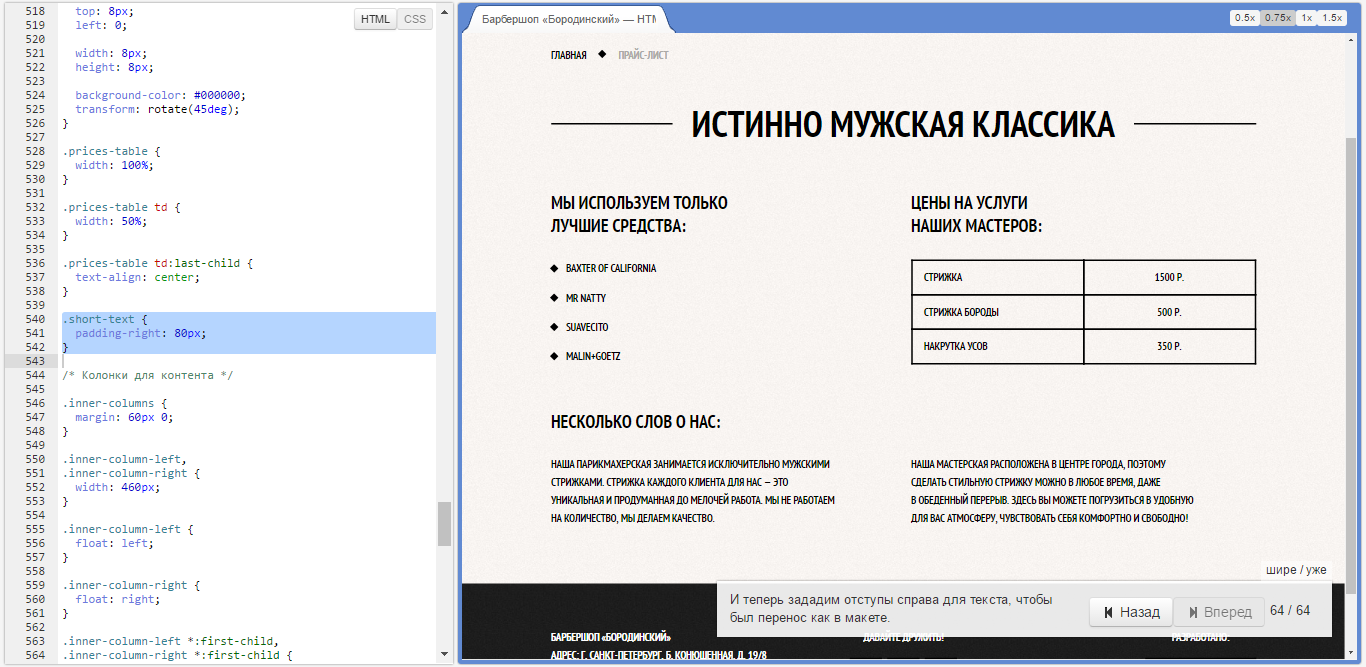 518 top: 8px;
519 left: 0;
520
521 width: 8px;
522 height: 8px;
523
524 background-color: #000000;
525 transform: rotate(45deg);
526 }
527
528 .prices-table {
529 width: 100%;
530 }
531
532 .prices-table td {
533 width: 50%;
534 }
535
536 .prices-table td:last-child {
537 text-align: center;
538 }
539
540 .short-text {
541 padding-right: 80px;
542 }
543
544 /* Колонки для контента */
545
546 .inner-columns {
547 margin: 60px 0;
548 }
549
550 .inner-column-left,
551 .inner-column-right {
552 width: 460px;
553 }
554
555 .inner-column-left {
556 float: left;
557 }
558
559 .inner-column-right {
560 float: right;
561 }
562
563 .inner-column-left *:first-child,
564 .inner-column-right *:first-child {
HTML CSS
Барбершоп «Бородинский» — HTM
0.5x 0.75x 1x 1.5x
ГЛАВНАЯ ПРАЙС-ЛИСТ
ИСТИННО МУЖСКАЯ КЛАССИКА
МЫ ИСПОЛЬЗУЕМ ТОЛЬКО
ЛУЧШИЕ СРЕДСТВА:
BAXTER OF CALIFORNIA
MR NATTY
SUAVECITO
MALIN+GOETZ
ЦЕНЫ НА УСЛУГИ
НАШИХ МАСТЕРОВ:
СТРИЖКА 1500 Р.
СТРИЖКА БОРОДЫ 500 Р.
НАКРУТКА УСОВ 350 Р.
НЕСКОЛЬКО СЛОВ О НАС:
НАША ПАРИКМАХЕРСКАЯ ЗАНИМАЕТСЯ ИСКЛЮЧИТЕЛЬНО МУЖСКИМИ
СТРИЖКАМИ. СТРИЖКА КАЖДОГО КЛИЕНТА ДЛЯ НАС — ЭТО
УНИКАЛЬНАЯ И ПРОДУМАННАЯ ДО МЕЛОЧЕЙ РАБОТА. МЫ НЕ РАБОТАЕМ
НА КОЛИЧЕСТВО, МЫ ДЕЛАЕМ КАЧЕСТВО.
НАША МАСТЕРСКАЯ РАСПОЛОЖЕНА В ЦЕНТРЕ ГОРОДА, ПОЭТОМУ
СДЕЛАТЬ СТИЛЬНУЮ СТРИЖКУ МОЖНО В ЛЮБОЕ ВРЕМЯ, ДАЖЕ
В ОБЕДЕННЫЙ ПЕРЕРЫВ. ЗДЕСЬ ВЫ МОЖЕТЕ ПОГРУЗИТЬСЯ В УДОБНУЮ
ДЛЯ ВАС АТМОСФЕРУ, ЧУВСТВОВАТЬ СЕБЯ КОМФОРТНО И СВОБОДНО!
шире / уже
И теперь зададим отступы справа для текста, чтобы
был перенос как в макете.
Назад Вперед 64 / 64
БАРБЕРШОП «БОРОДИНСКИЙ» ДАВАЙТЕ ДРУЖИТЬ! РАЗРАБОТАНО:
АДРЕС: Г. САНКТ-ПЕТЕРБУРГ, Б. КОНЮШЕННАЯ, Д. 19/8